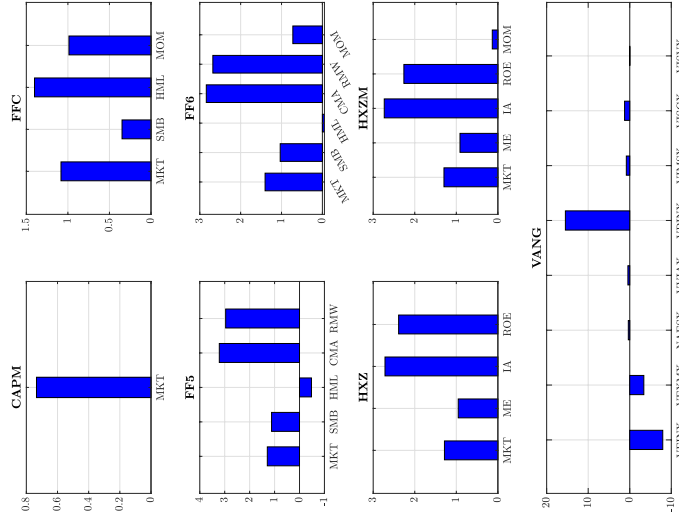 CAPM
0.8
0.6
0.4
0.2
0
MKT
FFC
1.5
1
0.5
0
MKT SMB HML MOM
FF5
4
3
2
1
0
-1
MKT SMB HML CMA RMW
FF6
3
2
1
0
MKT SMB HML CMA RMW MOM
HXZ
3
2
1
0
MKT ME IA ROE
HXZM
3
2
1
0
MKT ME IA ROE MOM
VANG
20
10
0
-10